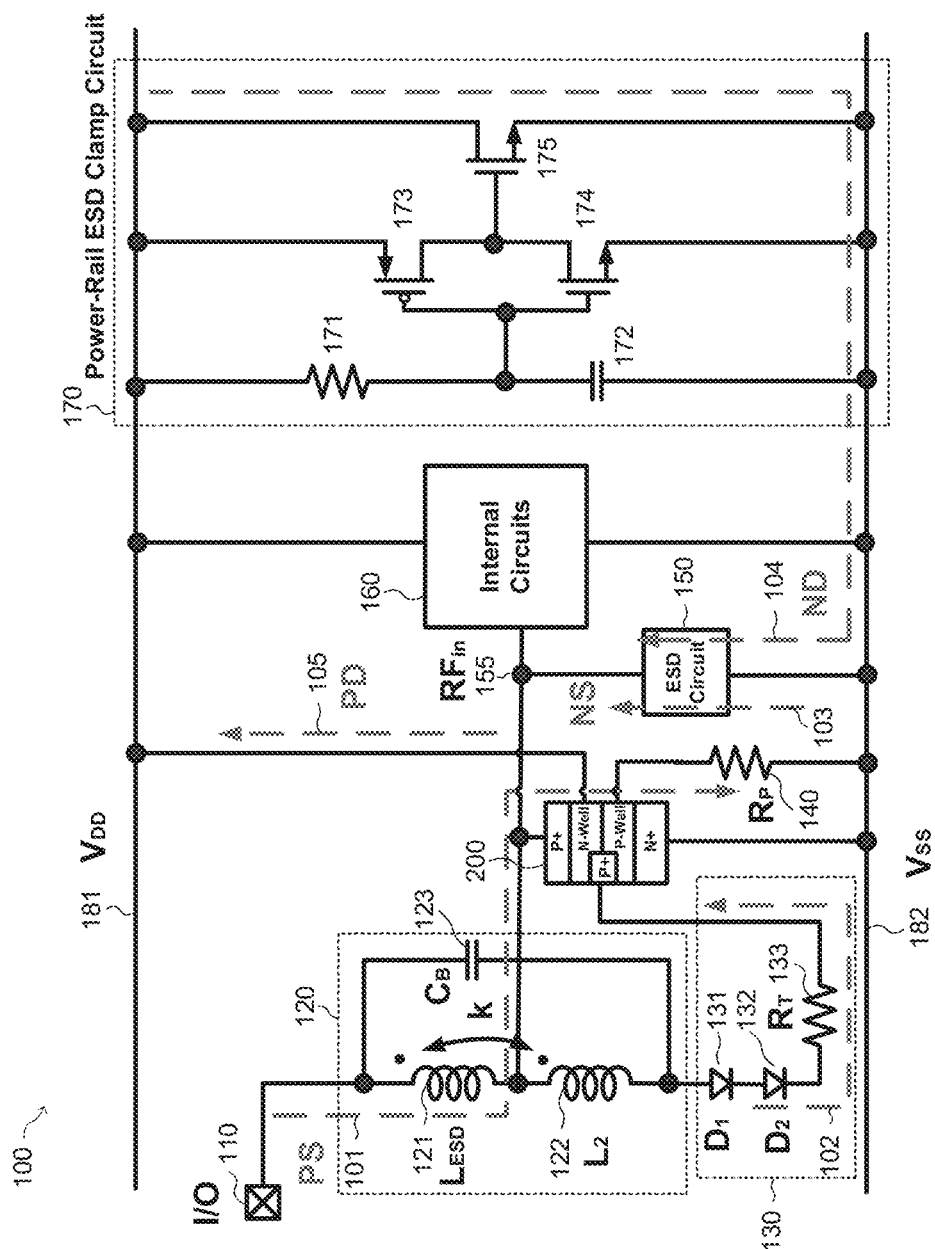 100
I/O
110
PS
101
181
VDD
120
121
LESD
122
L2
CB
123
k
D1
131
D2
132
RT
133
102
130
200
P+
N-Well
P+
P-Well
N+
RP
140
VSS
182
105
PD
RFin
155
NS
103
150
ESD
Circuit
104
ND
160
Internal
Circuits
170
Power-Rail ESD Clamp Circuit
171
172
173
174
175